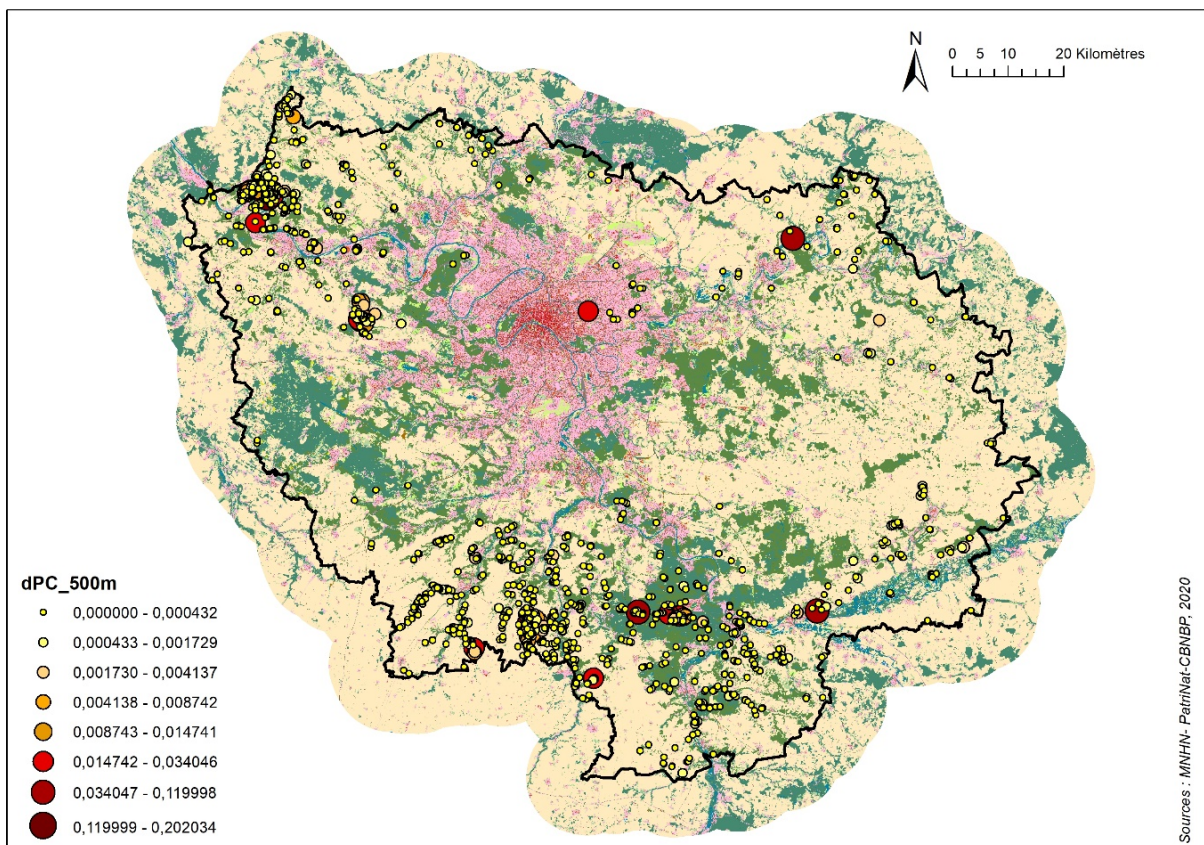 N
0 5 10 20 Kilomètres
dPC_500m
0,000000 - 0,000432
0,000433 - 0,001729
0,001730 - 0,004137
0,004138 - 0,008742
0,008743 - 0,014741
0,014742 - 0,034046
0,034047 - 0,119998
0,119999 - 0,202034
Sources : MNHN- PatriNat-CBNBP, 2020